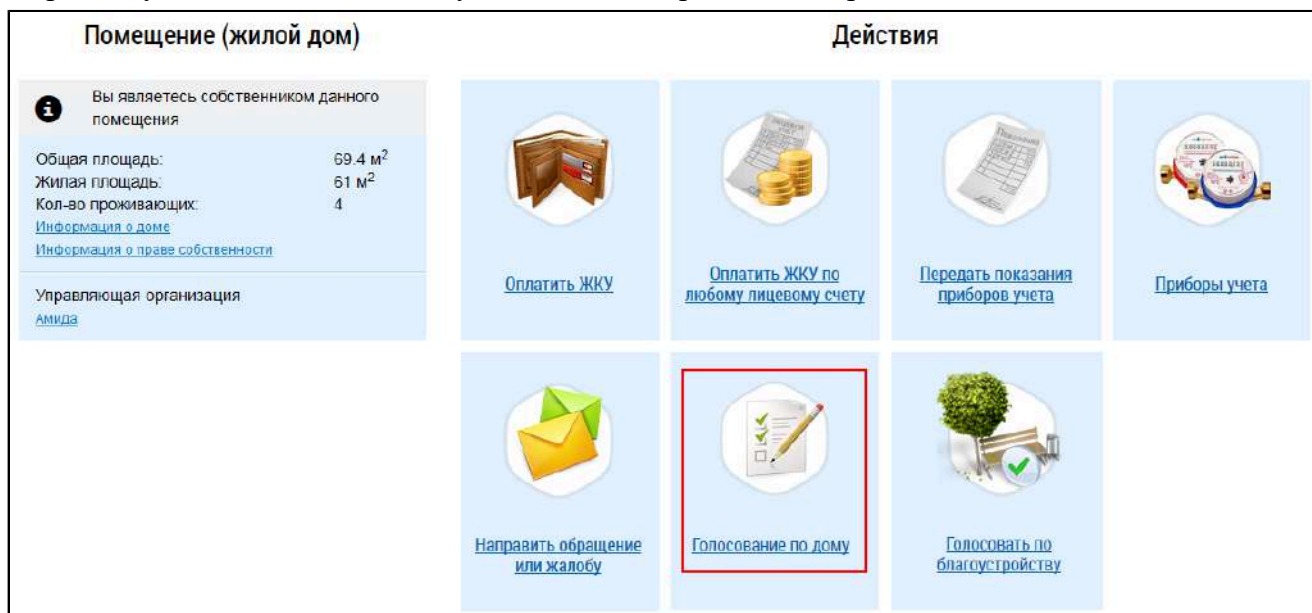 Помещение (жилой дом)
Действия
Вы являетесь собственником данного
помещения
Общая площадь: 69.4 м²
Жилая площадь: 61 м²
Кол-во проживающих: 4
Информация о доме
Информация о праве собственности
Управляющая организация
Амида
Оплатить ЖКУ
Оплатить ЖКУ по
любому лицевому счету
Передать показания
приборов учета
Приборы учета
Направить обращение
или жалобу
Голосование по дому
Голосовать по
благоустройству